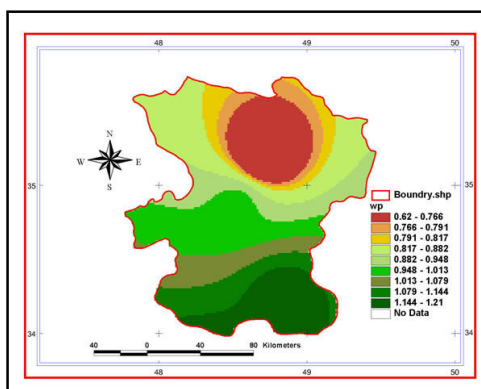 48 49 50
N
W E
S
35 35
Boundry.shp
wp
0.62 - 0.766
0.766 - 0.791
0.791 - 0.817
0.817 - 0.882
0.882 - 0.948
0.948 - 1.013
1.013 - 1.079
1.079 - 1.144
1.144 - 1.21
No Data
34 34
40 0 40 80 Kilometers
48 49 50